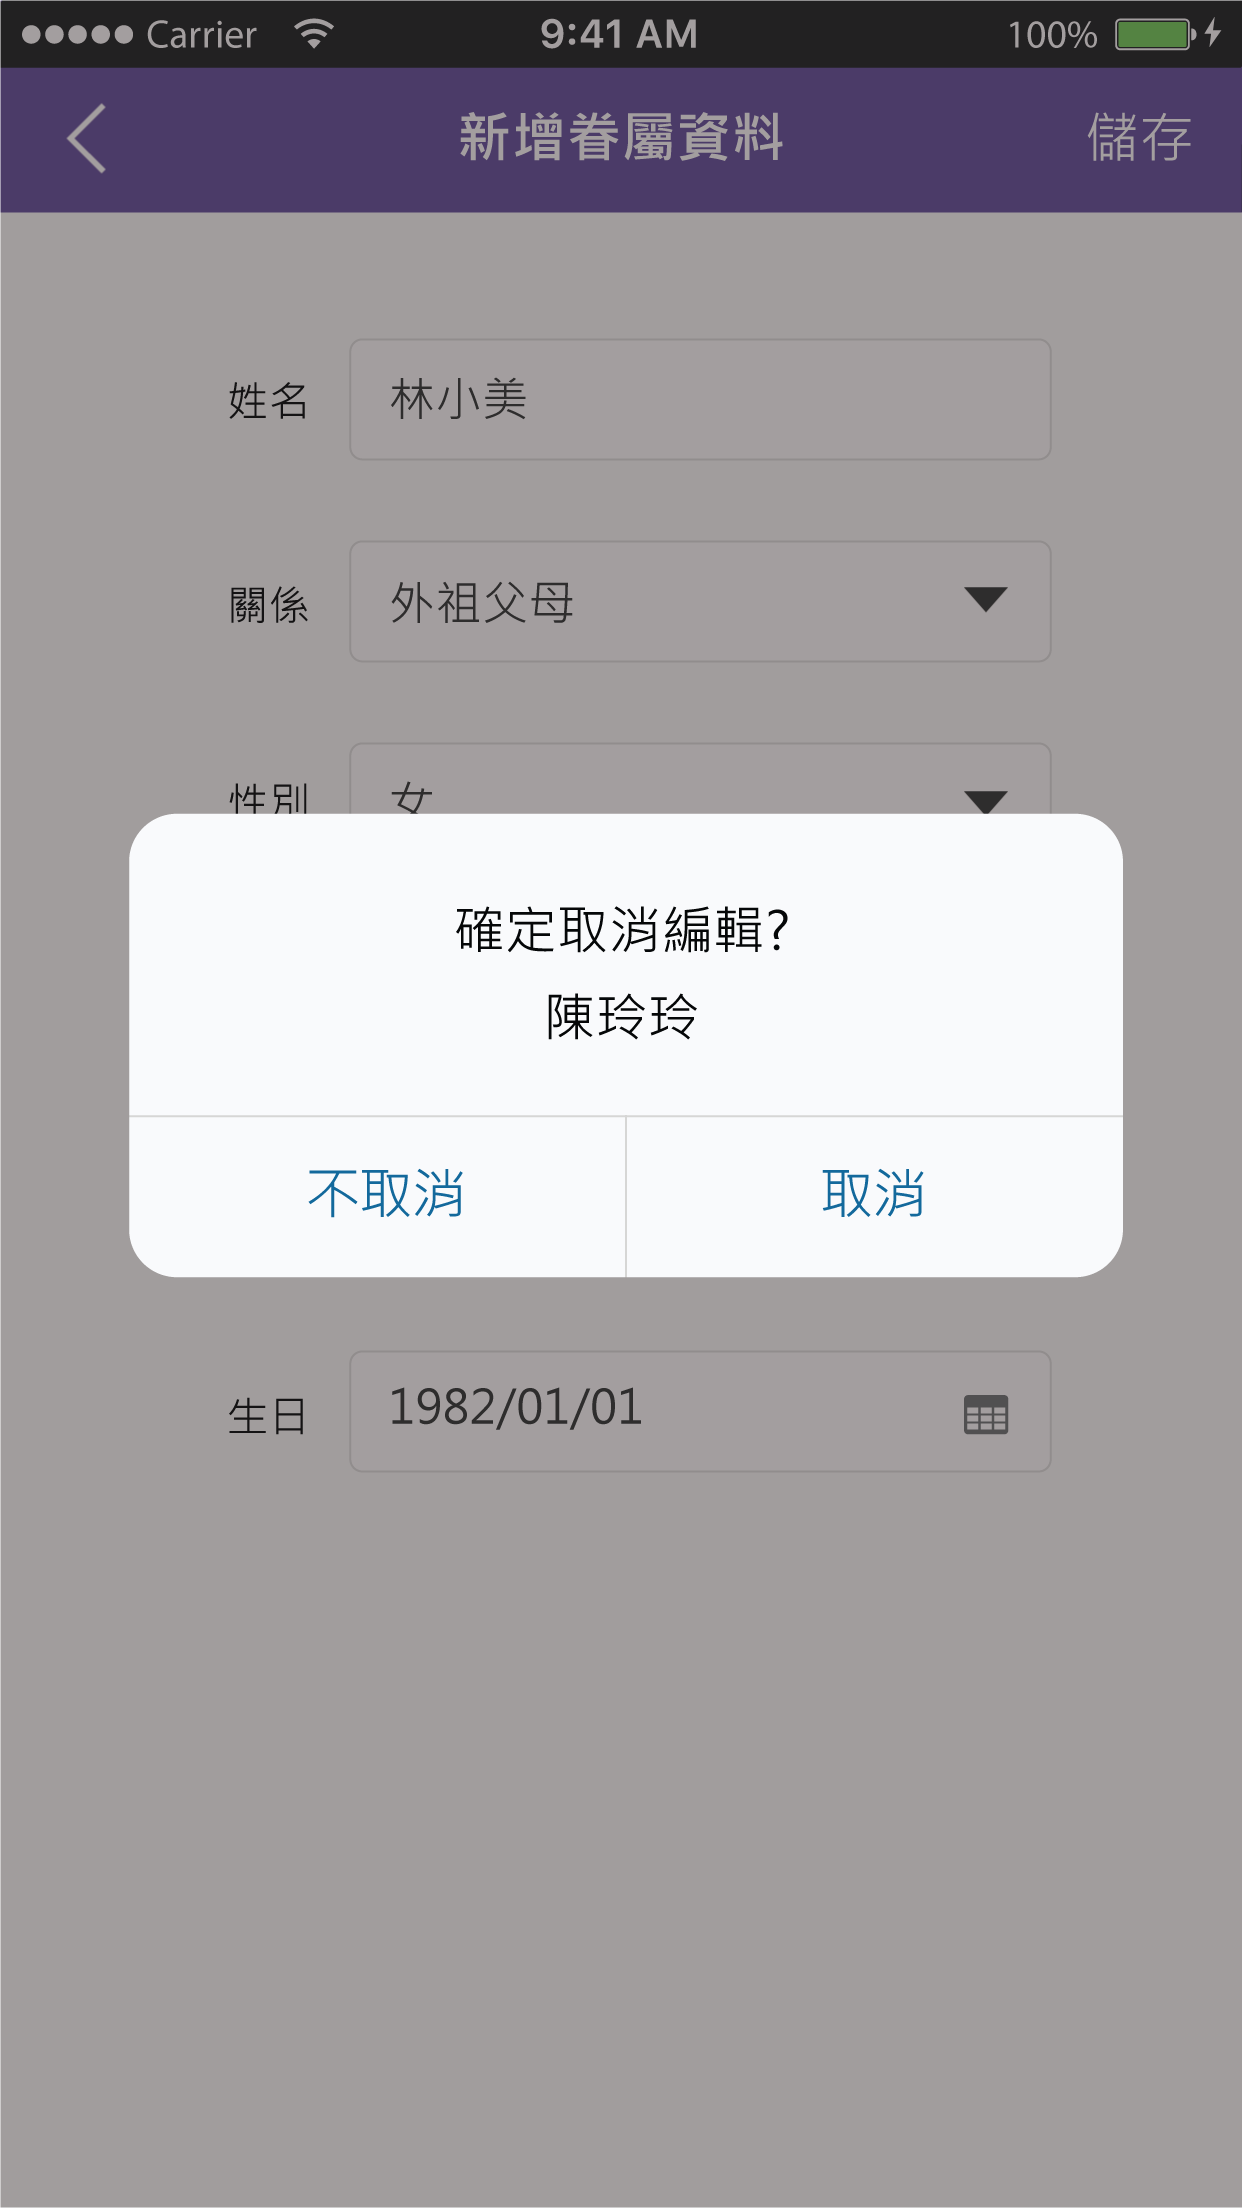 Carrier 9:41 AM 100%
新增眷屬資料 儲存
姓名 林小美
關係 外祖父母
性別 女
確定取消編輯?
陳玲玲
不取消 取消
生日 1982/01/01